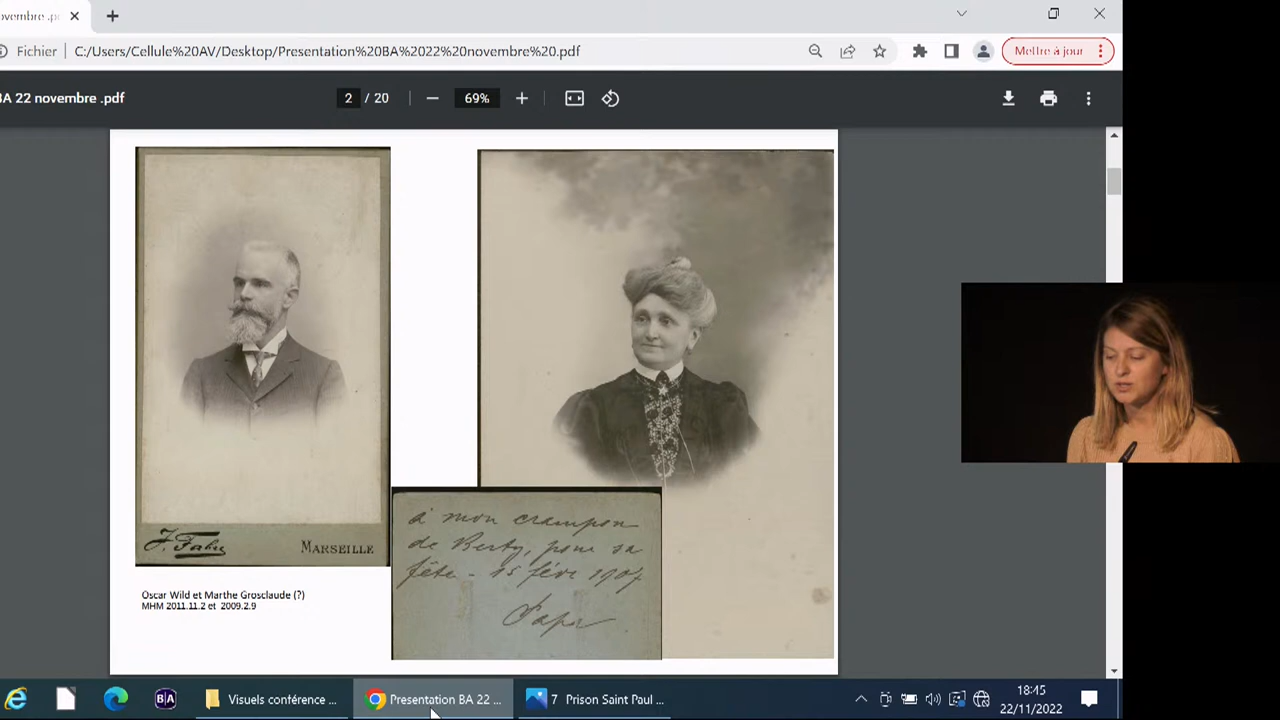 ovembre .p
Fichier
C:/Users/Cellule%20AV/Desktop/Presentation%20BA%2022%20novembre%20.pdf
Mettre à jour
BA 22 novembre .pdf
2 / 20
69%
J. Fabre
MARSEILLE
à mon crampon
de Berty, pour sa
fête - 15 févr 1907
Papa
Oscar Wild et Marthe Grosclaude (?)
MHM 2011.11.2 et 2009.2.9
B|A
Visuels conférence ...
Presentation BA 22 ...
7 Prison Saint Paul ...
18:45
22/11/2022